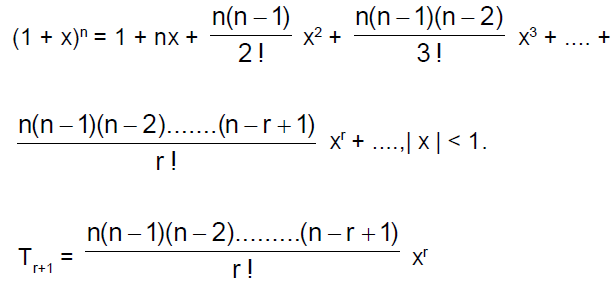 (1 + x)ⁿ = 1 + nx + n(n – 1)/2! x² + n(n – 1)(n – 2)/3! x³ + .... +
n(n – 1)(n – 2).......(n – r + 1)/r! xʳ + ....,| x | < 1.
Tᵣ₊₁ = n(n – 1)(n – 2).........(n – r + 1)/r! xʳ